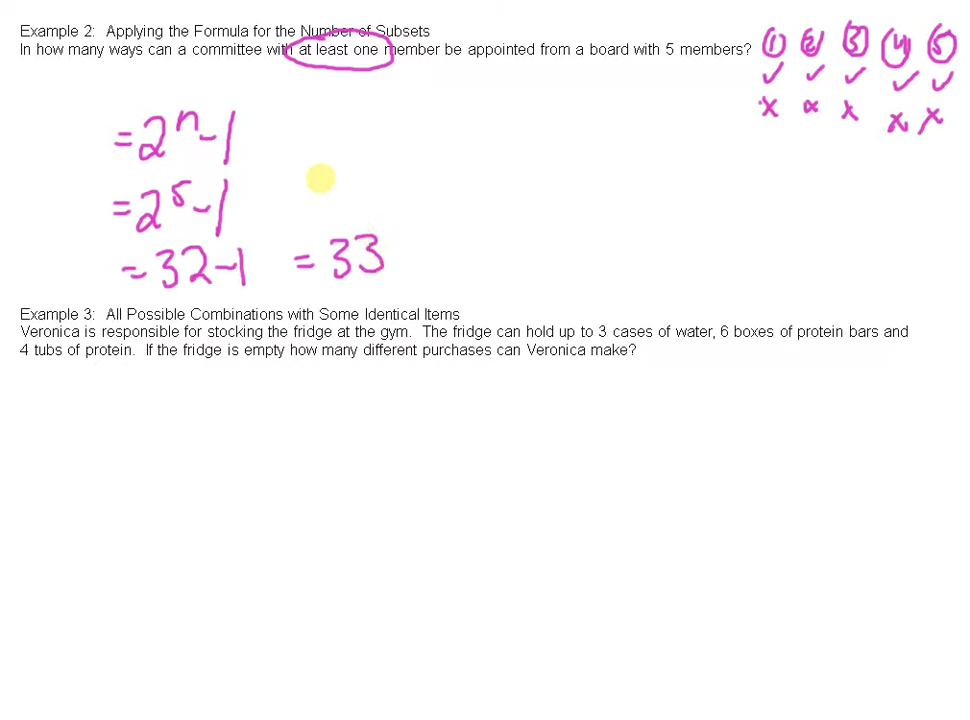 Example 2: Applying the Formula for the Number of Subsets
In how many ways can a committee with at least one member be appointed from a board with 5 members?
① ② ③ ④ ⑤
✓ ✓ ✓ ✓ ✓
x x x x x
= 2^n - 1
= 2^5 - 1
= 32 - 1 = 33
Example 3: All Possible Combinations with Some Identical Items
Veronica is responsible for stocking the fridge at the gym. The fridge can hold up to 3 cases of water, 6 boxes of protein bars and
4 tubs of protein. If the fridge is empty how many different purchases can Veronica make?